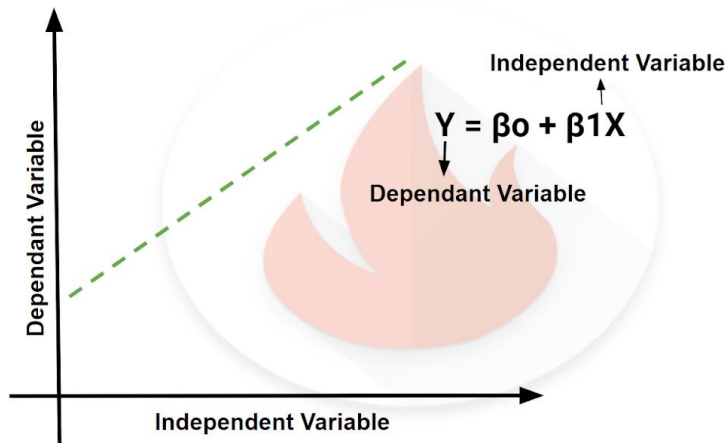 Independent Variable
Y = βo + β1X
Dependant Variable
Dependant Variable
Independent Variable